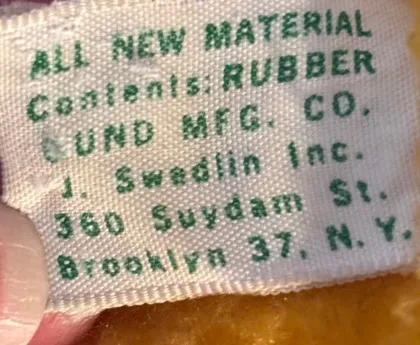 ALL NEW MATERIAL
Contents: RUBBER
GUND MFG. CO.
J. Swedlin Inc.
360 Suydam St.
Brooklyn 37, N.Y.